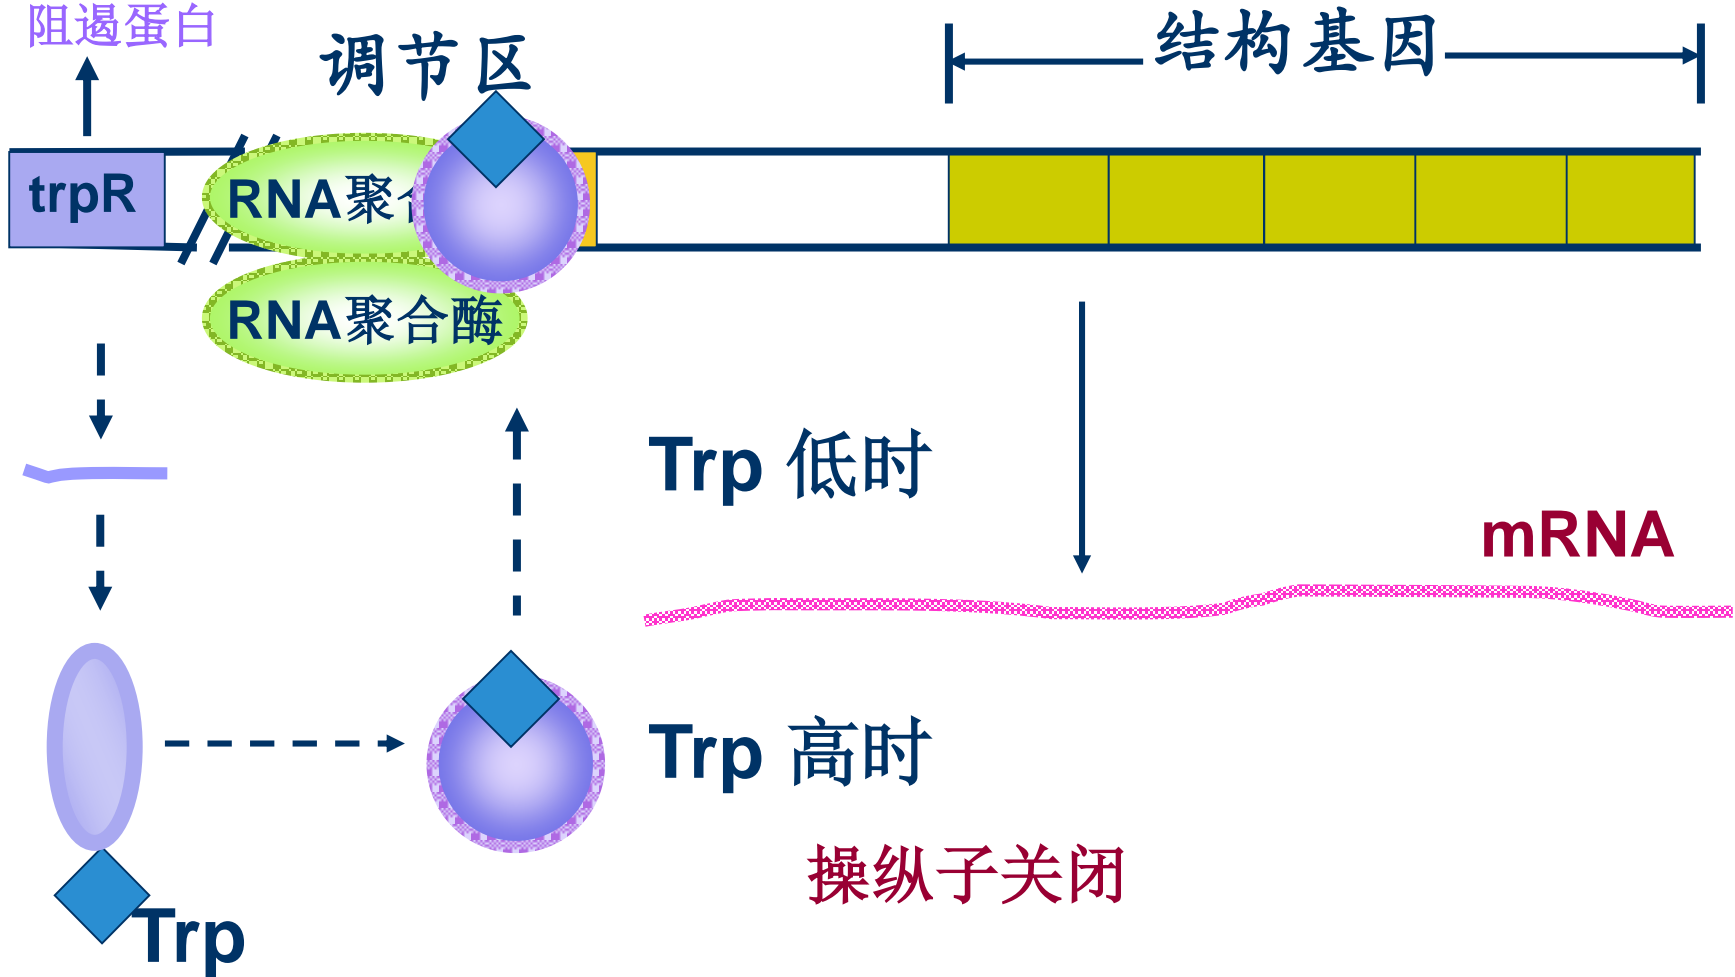 阻遏蛋白
调节区
结构基因
trpR
RNA聚合
RNA聚合酶
Trp 低时
mRNA
Trp 高时
操纵子关闭
Trp